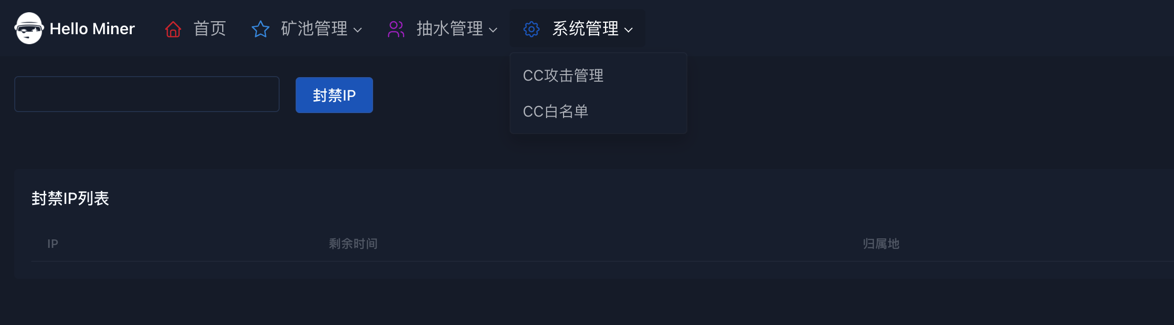 Hello Miner 首页 矿池管理 抽水管理 系统管理
CC攻击管理
CC白名单
封禁IP
封禁IP列表
IP 剩余时间 归属地